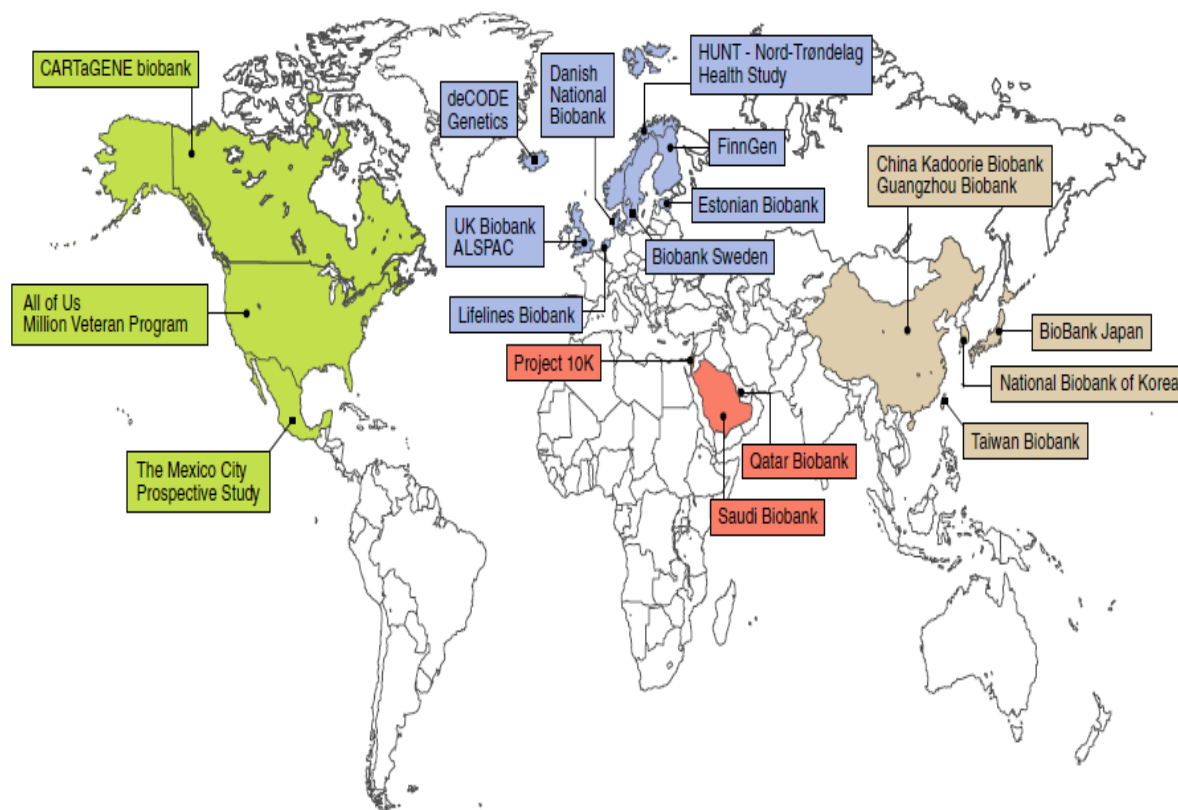 CARTaGENE biobank
deCODE
Genetics
Danish
National
Biobank
HUNT - Nord-Trøndelag
Health Study
FinnGen
China Kadoorie Biobank
Guangzhou Biobank
Estonian Biobank
UK Biobank
ALSPAC
Biobank Sweden
All of Us
Million Veteran Program
Lifelines Biobank
BioBank Japan
Project 10K
National Biobank of Korea
Taiwan Biobank
The Mexico City
Prospective Study
Qatar Biobank
Saudi Biobank